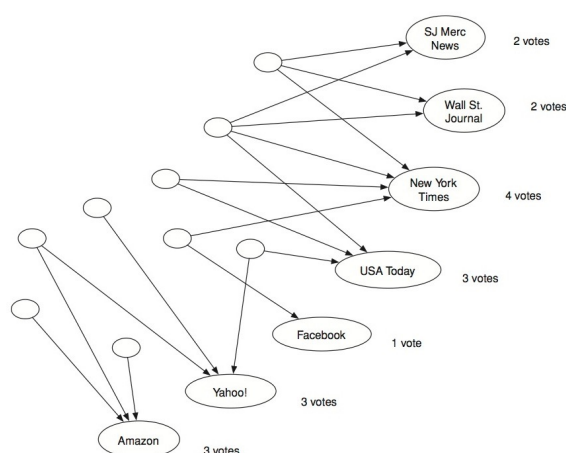 SJ Merc
News
2 votes
Wall St.
Journal
2 votes
New York
Times
4 votes
USA Today
3 votes
Facebook
1 vote
Yahoo!
3 votes
Amazon
3 votes